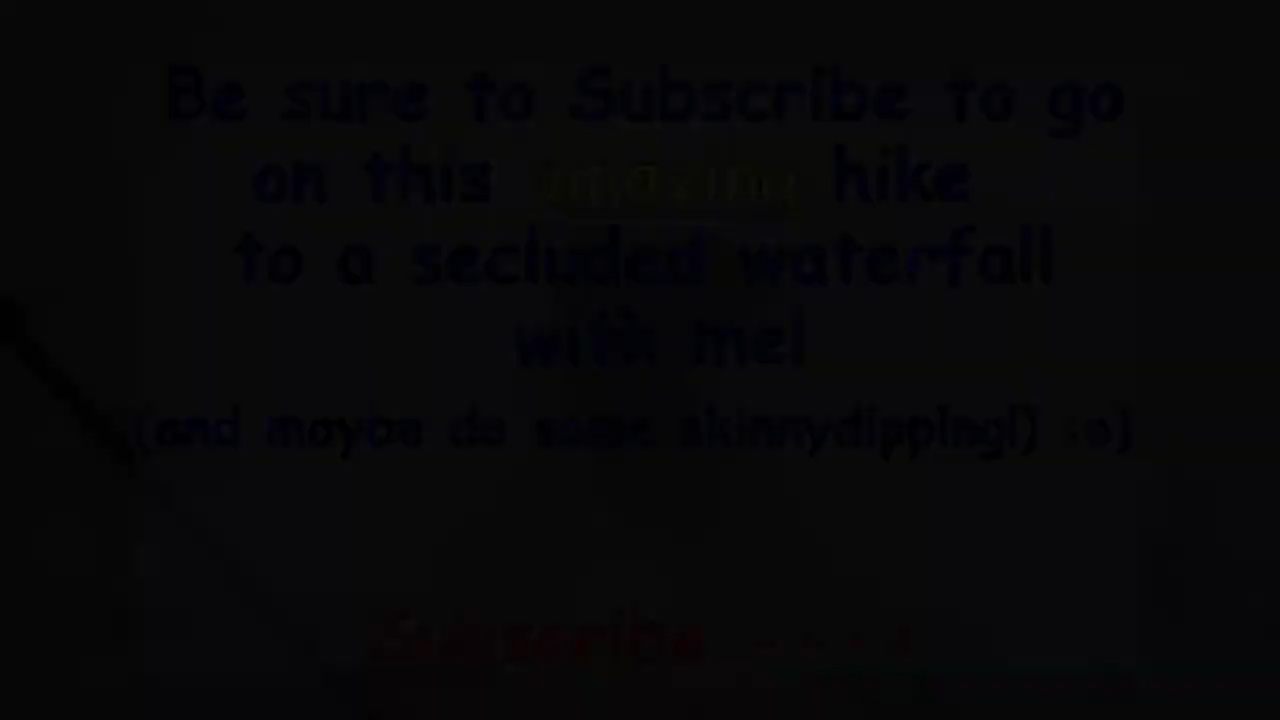 Be sure to Subscribe to go
on this amazing hike
to a secluded waterfall
with me!
(and maybe do some skinnydipping!) :o)
Subscribe - - - -